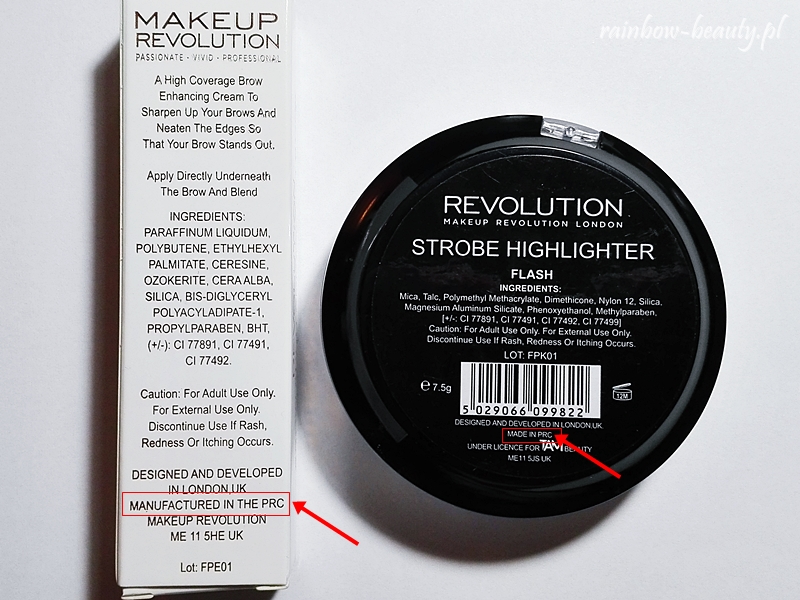 rainbow-beauty.pl
MAKEUP
REVOLUTION
PASSIONATE - VIVID - PROFESSIONAL
A High Coverage Brow
Enhancing Cream To
Sharpen Up Your Brows And
Neaten The Edges So
That Your Brow Stands Out.
Apply Directly Underneath
The Brow And Blend
INGREDIENTS:
PARAFFINUM LIQUIDUM,
POLYBUTENE, ETHYLHEXYL
PALMITATE, CERESINE,
OZOKERITE, CERA ALBA,
SILICA, BIS-DIGLYCERYL
POLYACYLADIPATE-1,
PROPYLPARABEN, BHT,
(+/-): CI 77891, CI 77491,
CI 77492.
Caution: For Adult Use Only.
For External Use Only.
Discontinue Use If Rash,
Redness Or Itching Occurs.
DESIGNED AND DEVELOPED
IN LONDON,UK
MANUFACTURED IN THE PRC
MAKEUP REVOLUTION
ME 11 5HE UK
Lot: FPE01
REVOLUTION
MAKEUP REVOLUTION LONDON
STROBE HIGHLIGHTER
FLASH
INGREDIENTS:
Mica, Talc, Polymethyl Methacrylate, Dimethicone, Nylon 12, Silica,
Magnesium Aluminum Silicate, Phenoxyethanol, Methylparaben,
[+/-: CI 77891, CI 77491, CI 77492, CI 77499]
Caution: For Adult Use Only. For External Use Only.
Discontinue Use If Rash, Redness Or Itching Occurs.
LOT: FPK01
e 7.5g
5 029066 099822
12M
DESIGNED AND DEVELOPED IN LONDON.UK.
MADE IN PRC
UNDER LICENCE FOR TAM BEAUTY
ME11 5JS UK